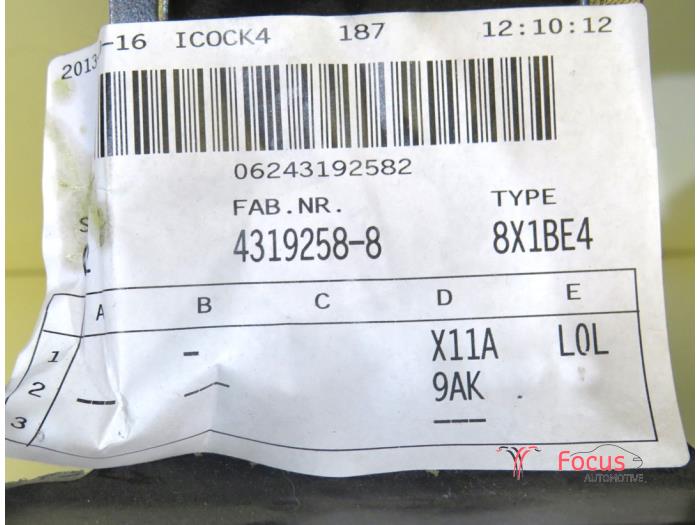 2013 -16 ICOCK4 187 12:10:12
06243192582
FAB.NR. TYPE
4319258-8 8X1BE4
A B C D E
1 - X11A L0L
2 --- 9AK
3 ---
Focus
AUTOMOTIVE